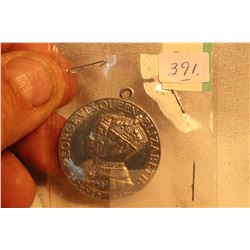 391.
GEORGE VI & QUEEN ELIZABETH